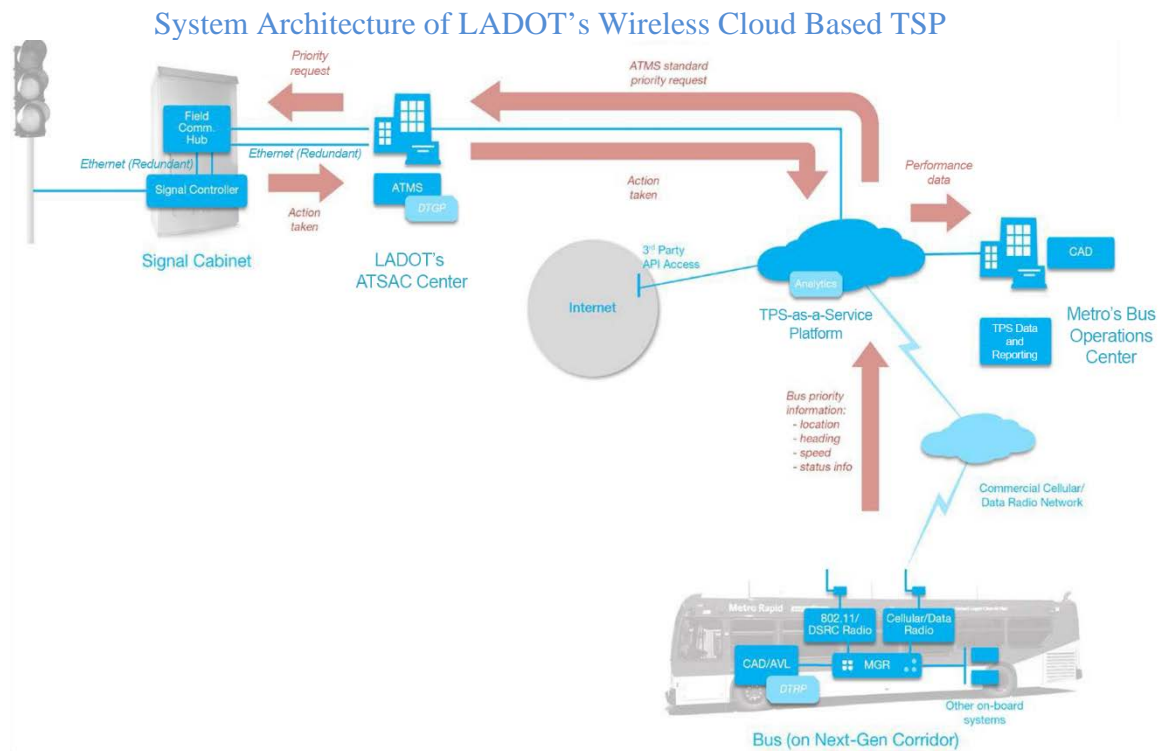 System Architecture of LADOT's Wireless Cloud Based TSP
Priority
request
ATMS standard
priority request
Field
Comm.
Hub
Ethernet (Redundant)
Ethernet (Redundant)
Signal Controller
Action
taken
ATMS
DTGP
Action
taken
Performance
data
Signal Cabinet
LADOT's
ATSAC Center
3rd Party
API Access
Internet
Analytics
TPS-as-a-Service
Platform
CAD
Metro's Bus
Operations
Center
TPS Data
and
Reporting
Bus priority
information:
- location
- heading
- speed
- status info
Commercial Cellular/
Data Radio Network
Metro Rapid
802.11/
DSRC Radio
Cellular/Data
Radio
CAD/AVL
DTRP
MGR
Other on-board
systems
Bus (on Next-Gen Corridor)